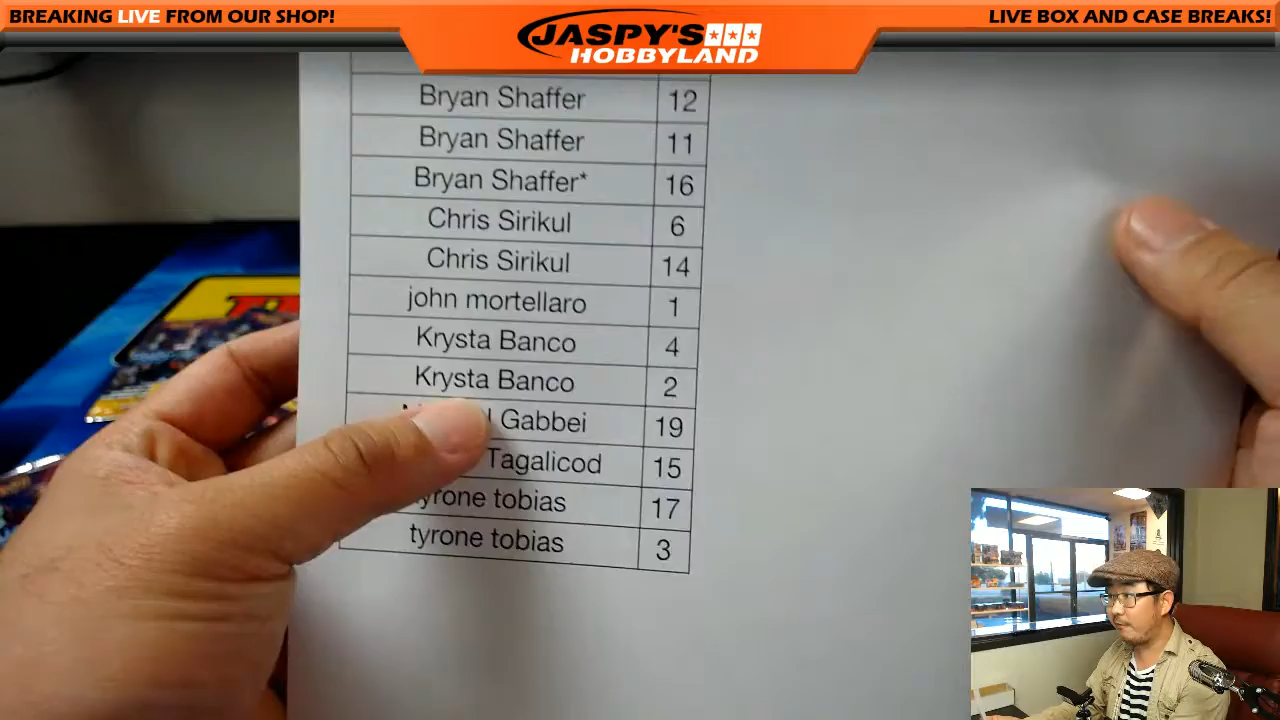 BREAKING LIVE FROM OUR SHOP!
JASPY'S
HOBBYLAND
LIVE BOX AND CASE BREAKS!
Bryan Shaffer 12
Bryan Shaffer 11
Bryan Shaffer* 16
Chris Sirikul 6
Chris Sirikul 14
john mortellaro 1
Krysta Banco 4
Krysta Banco 2
Gabbei 19
Tagalicod 15
tyrone tobias 17
tyrone tobias 3